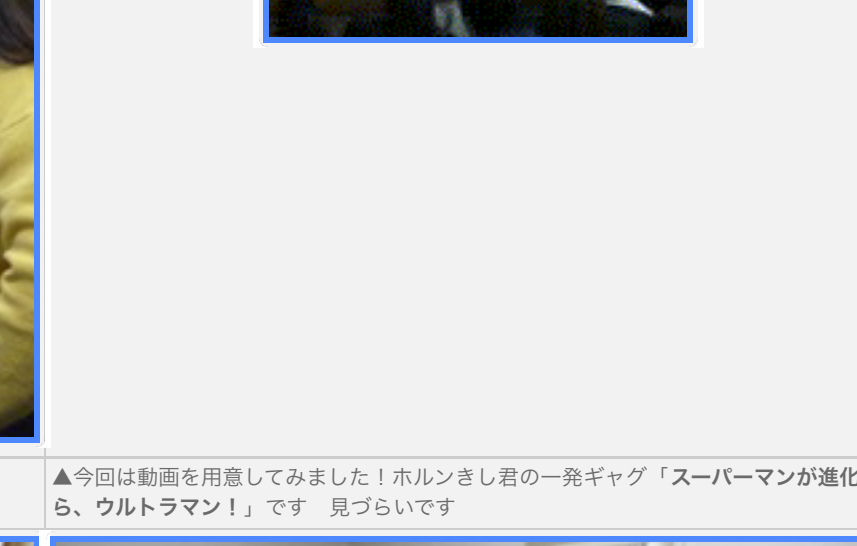 ▲今回は動画を用意してみました！ホルンきし君の一発ギャグ「スーパーマンが進化
ら、ウルトラマン！」です　見づらいです